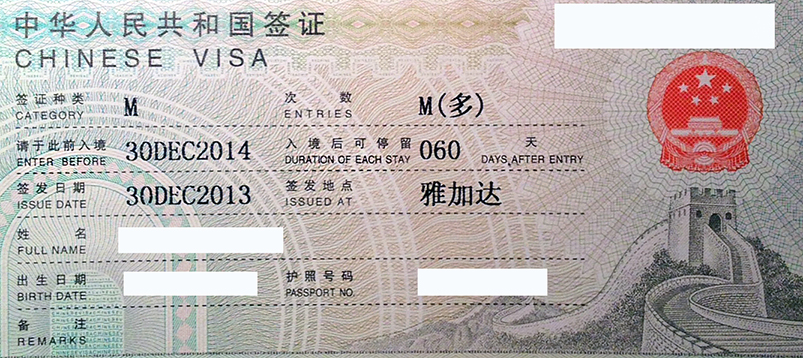 中华人民共和国签证
CHINESE VISA
签证种类 M 次数 M(多)
CATEGORY ENTRIES
请于此前入境 30DEC2014 入境后可停留 060 天
ENTER BEFORE DURATION OF EACH STAY DAYS AFTER ENTRY
签发日期 30DEC2013 签发地点 雅加达
ISSUE DATE ISSUED AT
姓名
FULL NAME
出生日期 护照号码
BIRTH DATE PASSPORT NO.
备注
REMARKS